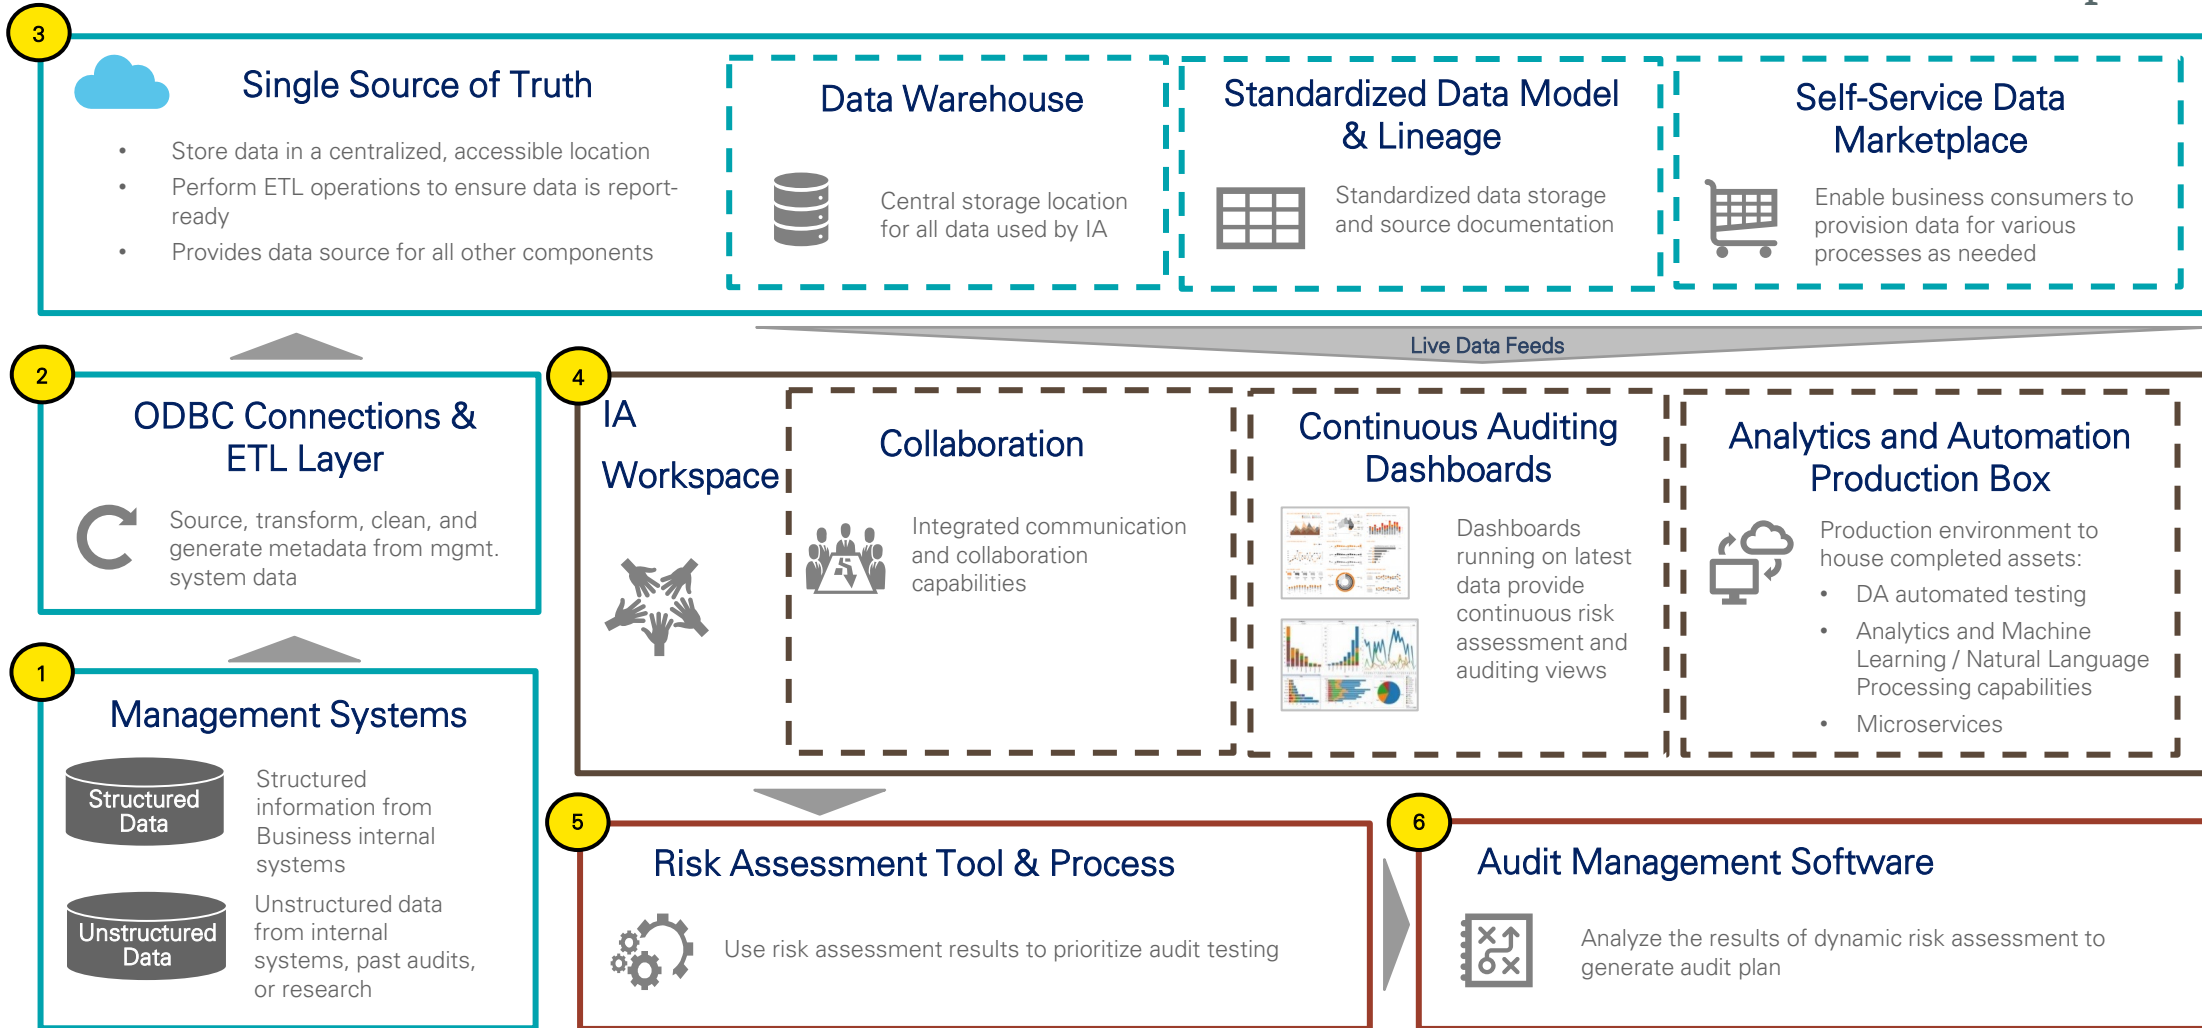 3
Single Source of Truth
• Store data in a centralized, accessible location
• Perform ETL operations to ensure data is report-
ready
• Provides data source for all other components
Data Warehouse
Central storage location
for all data used by IA
Standardized Data Model
& Lineage
Standardized data storage
and source documentation
Self-Service Data
Marketplace
Enable business consumers to
provision data for various
processes as needed
Live Data Feeds
2
ODBC Connections &
ETL Layer
Source, transform, clean, and
generate metadata from mgmt.
system data
1
Management Systems
Structured
Data
Structured
information from
Business internal
systems
Unstructured
Data
Unstructured data
from internal
systems, past audits,
or research
4
IA
Workspace
Collaboration
Integrated communication
and collaboration
capabilities
Continuous Auditing
Dashboards
Dashboards
running on latest
data provide
continuous risk
assessment and
auditing views
Analytics and Automation
Production Box
Production environment to
house completed assets:
• DA automated testing
• Analytics and Machine
Learning / Natural Language
Processing capabilities
• Microservices
5
Risk Assessment Tool & Process
Use risk assessment results to prioritize audit testing
6
Audit Management Software
Analyze the results of dynamic risk assessment to
generate audit plan